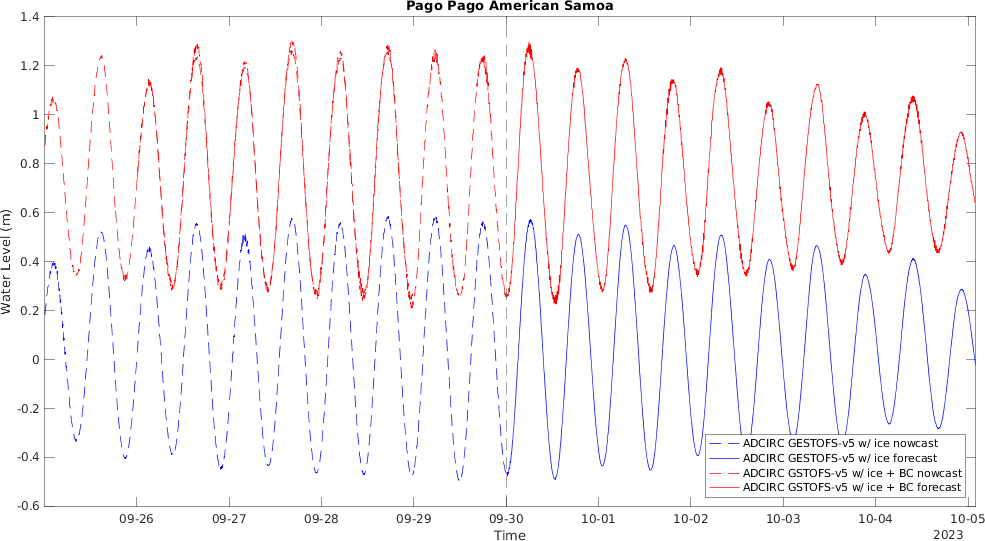 Pago Pago American Samoa
Water Level (m)
1.4
1.2
1
0.8
0.6
0.4
0.2
0
-0.2
-0.4
-0.6
ADCIRC GESTOFS-v5 w/ ice nowcast
ADCIRC GESTOFS-v5 w/ ice forecast
ADCIRC GSTOFS-v5 w/ ice + BC nowcast
ADCIRC GESTOFS-v5 w/ ice + BC forecast
09-26 09-27 09-28 09-29 09-30 10-01 10-02 10-03 10-04 10-05
Time
2023